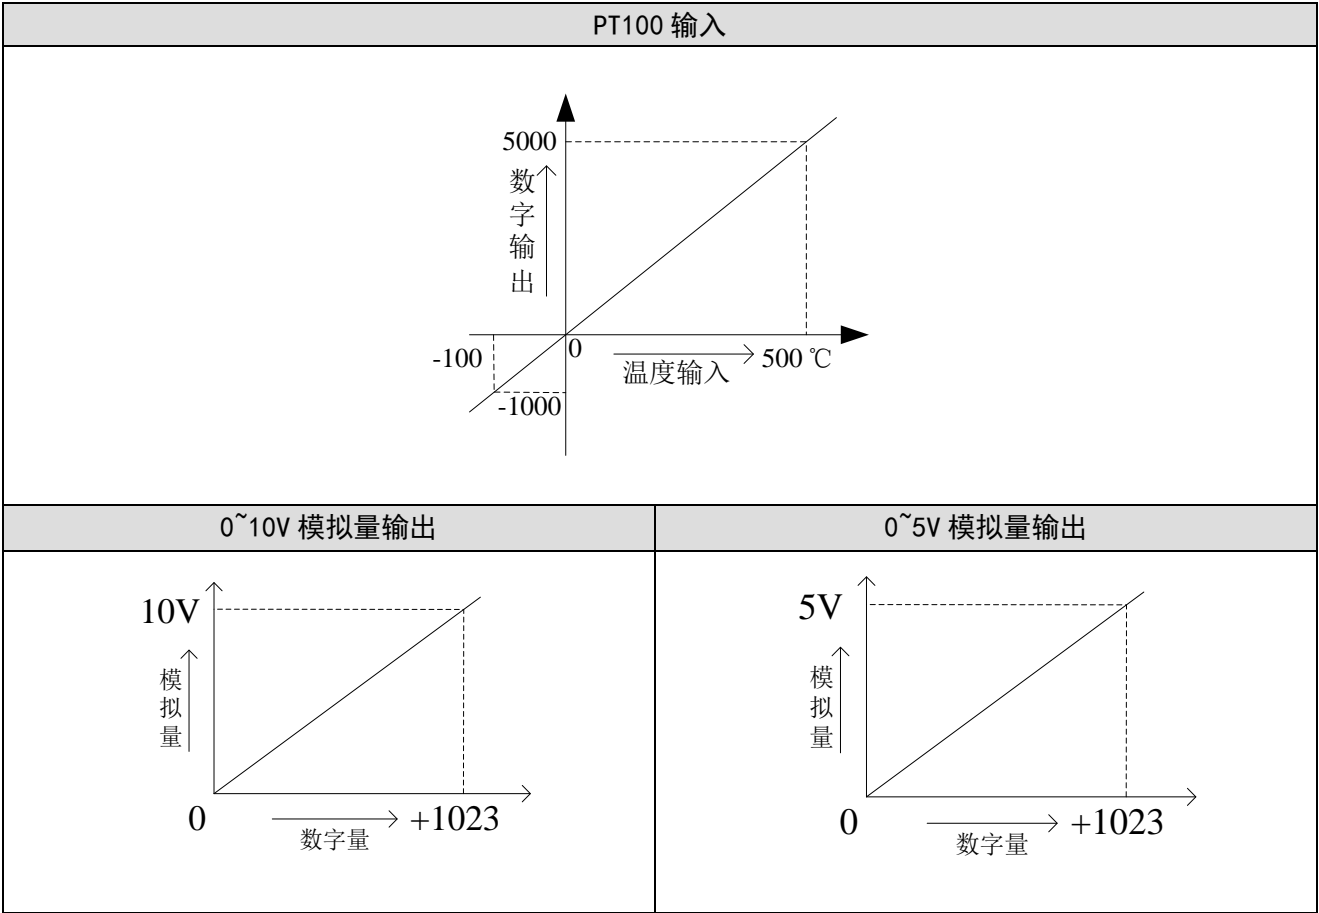 PT100 输入
5000
数字输出
-100
0
温度输入
500 ℃
-1000
0~10V 模拟量输出
0~5V 模拟量输出
10V
模拟量
0
数字量
+1023
5V
模拟量
0
数字量
+1023